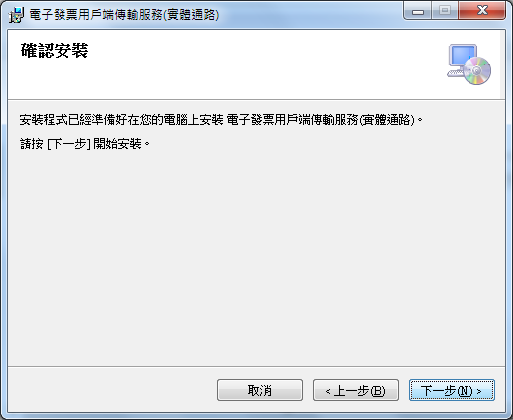 電子發票用戶端傳輸服務(實體通路)
確認安裝
安裝程式已經準備好在您的電腦上安裝 電子發票用戶端傳輸服務(實體通路)。
請按 [下一步] 開始安裝。
取消
< 上一步(B)
下一步(N) >